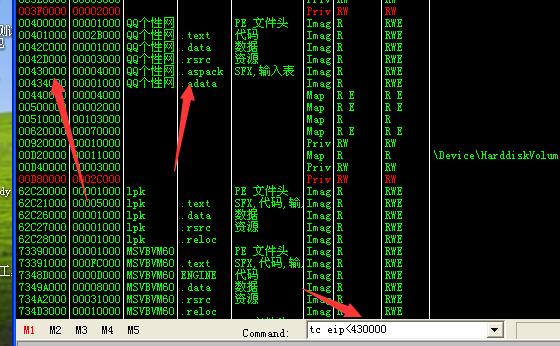 003F0000 00002000 Priv RW RW
00400000 00001000 QQ个性网 PE 文件头 Imag R RWE
00401000 0002B000 QQ个性网 .text 代码 Imag R RWE
0042C000 00001000 QQ个性网 .data 数据 Imag R RWE
0042D000 00003000 QQ个性网 .rsrc 资源 Imag R RWE
00430000 00004000 QQ个性网 .aspack SFX,输入表 Imag R RWE
00434000 00001000 QQ个性网 .adata Imag R RWE
00440000 00004000 Map R E R E
00500000 00002000 Map R E R E
00510000 00103000 Map R R
00620000 00070000 Map R E R E
00920000 00010000 Priv RW RW
00D20000 00011000 Map R R \Device\HarddiskVolum
00D40000 00003000 Priv RW RW
00D80000 0002C000 Priv RW RW
62C20000 00001000 lpk PE 文件头 Imag R RWE
62C21000 00005000 lpk .text SFX,代码,输 Imag R RWE
62C26000 00001000 lpk .data 数据 Imag R RWE
62C27000 00001000 lpk .rsrc 资源 Imag R RWE
62C28000 00001000 lpk .reloc Imag R RWE
73390000 00001000 MSVBVM60 PE 文件头 Imag R RWE
73391000 000FC000 MSVBVM60 .text SFX,代码,输 Imag R RWE
7348D000 0000D000 MSVBVM60 ENGINE 代码 Imag R RWE
7349A000 00008000 MSVBVM60 .data 数据 Imag R RWE
734A2000 00031000 MSVBVM60 .rsrc 资源 Imag R RWE
734D3000 00010000 MSVBVM60 .reloc Imag R RWE
M1 M2 M3 M4 M5 Command: tc eip<430000